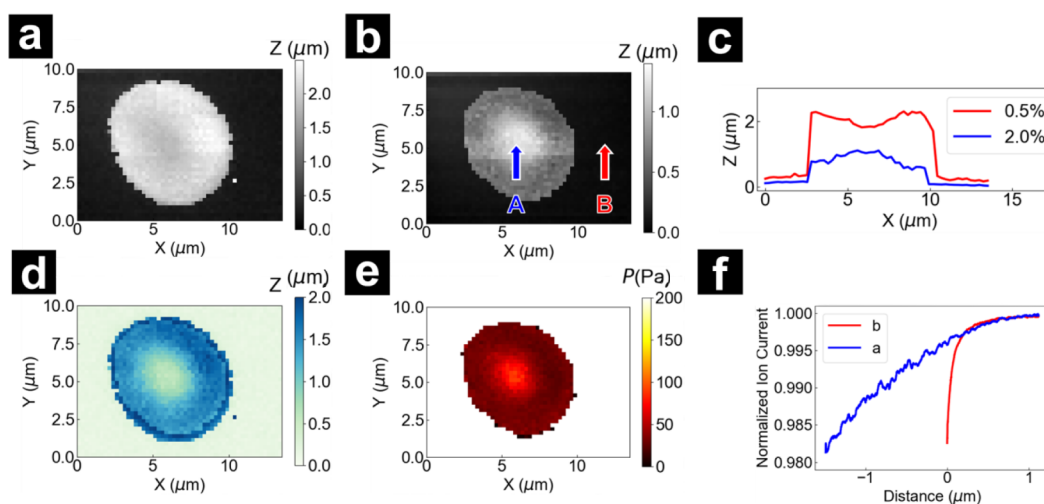 a
Z (μm)
10.0
7.5
5.0
2.5
0.0
Y (μm)
0
5
10
X (μm)
2.0
1.5
1.0
0.5
0.0
b
Z (μm)
10.0
7.5
5.0
2.5
0.0
Y (μm)
A
B
0
5
10
X (μm)
1.0
0.5
0.0
c
Z (μm)
2
0
0.5%
2.0%
0
5
10
15
X (μm)
d
Z (μm)
10.0
7.5
5.0
2.5
0.0
Y (μm)
0
5
10
X (μm)
2.0
1.5
1.0
0.5
0.0
e
P(Pa)
10.0
7.5
5.0
2.5
0.0
Y (μm)
0
5
10
X (μm)
200
150
100
50
0
f
Normalized Ion Current
1.000
0.995
0.990
0.985
0.980
b
a
−1
0
1
Distance (μm)